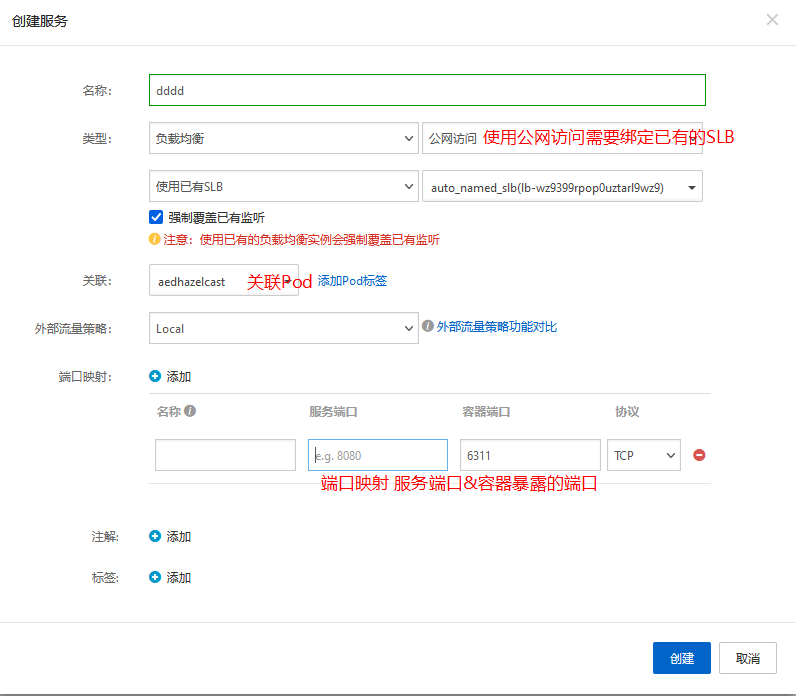 创建服务
名称: dddd
类型: 负载均衡 公网访问 使用公网访问需要绑定已有的SLB
使用已有SLB auto_named_slb(lb-wz9399rpop0uztarl9wz9)
强制覆盖已有监听
注意：使用已有的负载均衡实例会强制覆盖已有监听
关联: aedhazelcast 关联Pod 添加Pod标签
外部流量策略: Local 外部流量策略功能对比
端口映射: 添加
名称 服务端口 容器端口 协议
e.g. 8080 6311 TCP
端口映射 服务端口&容器暴露的端口
注解: 添加
标签: 添加
创建 取消